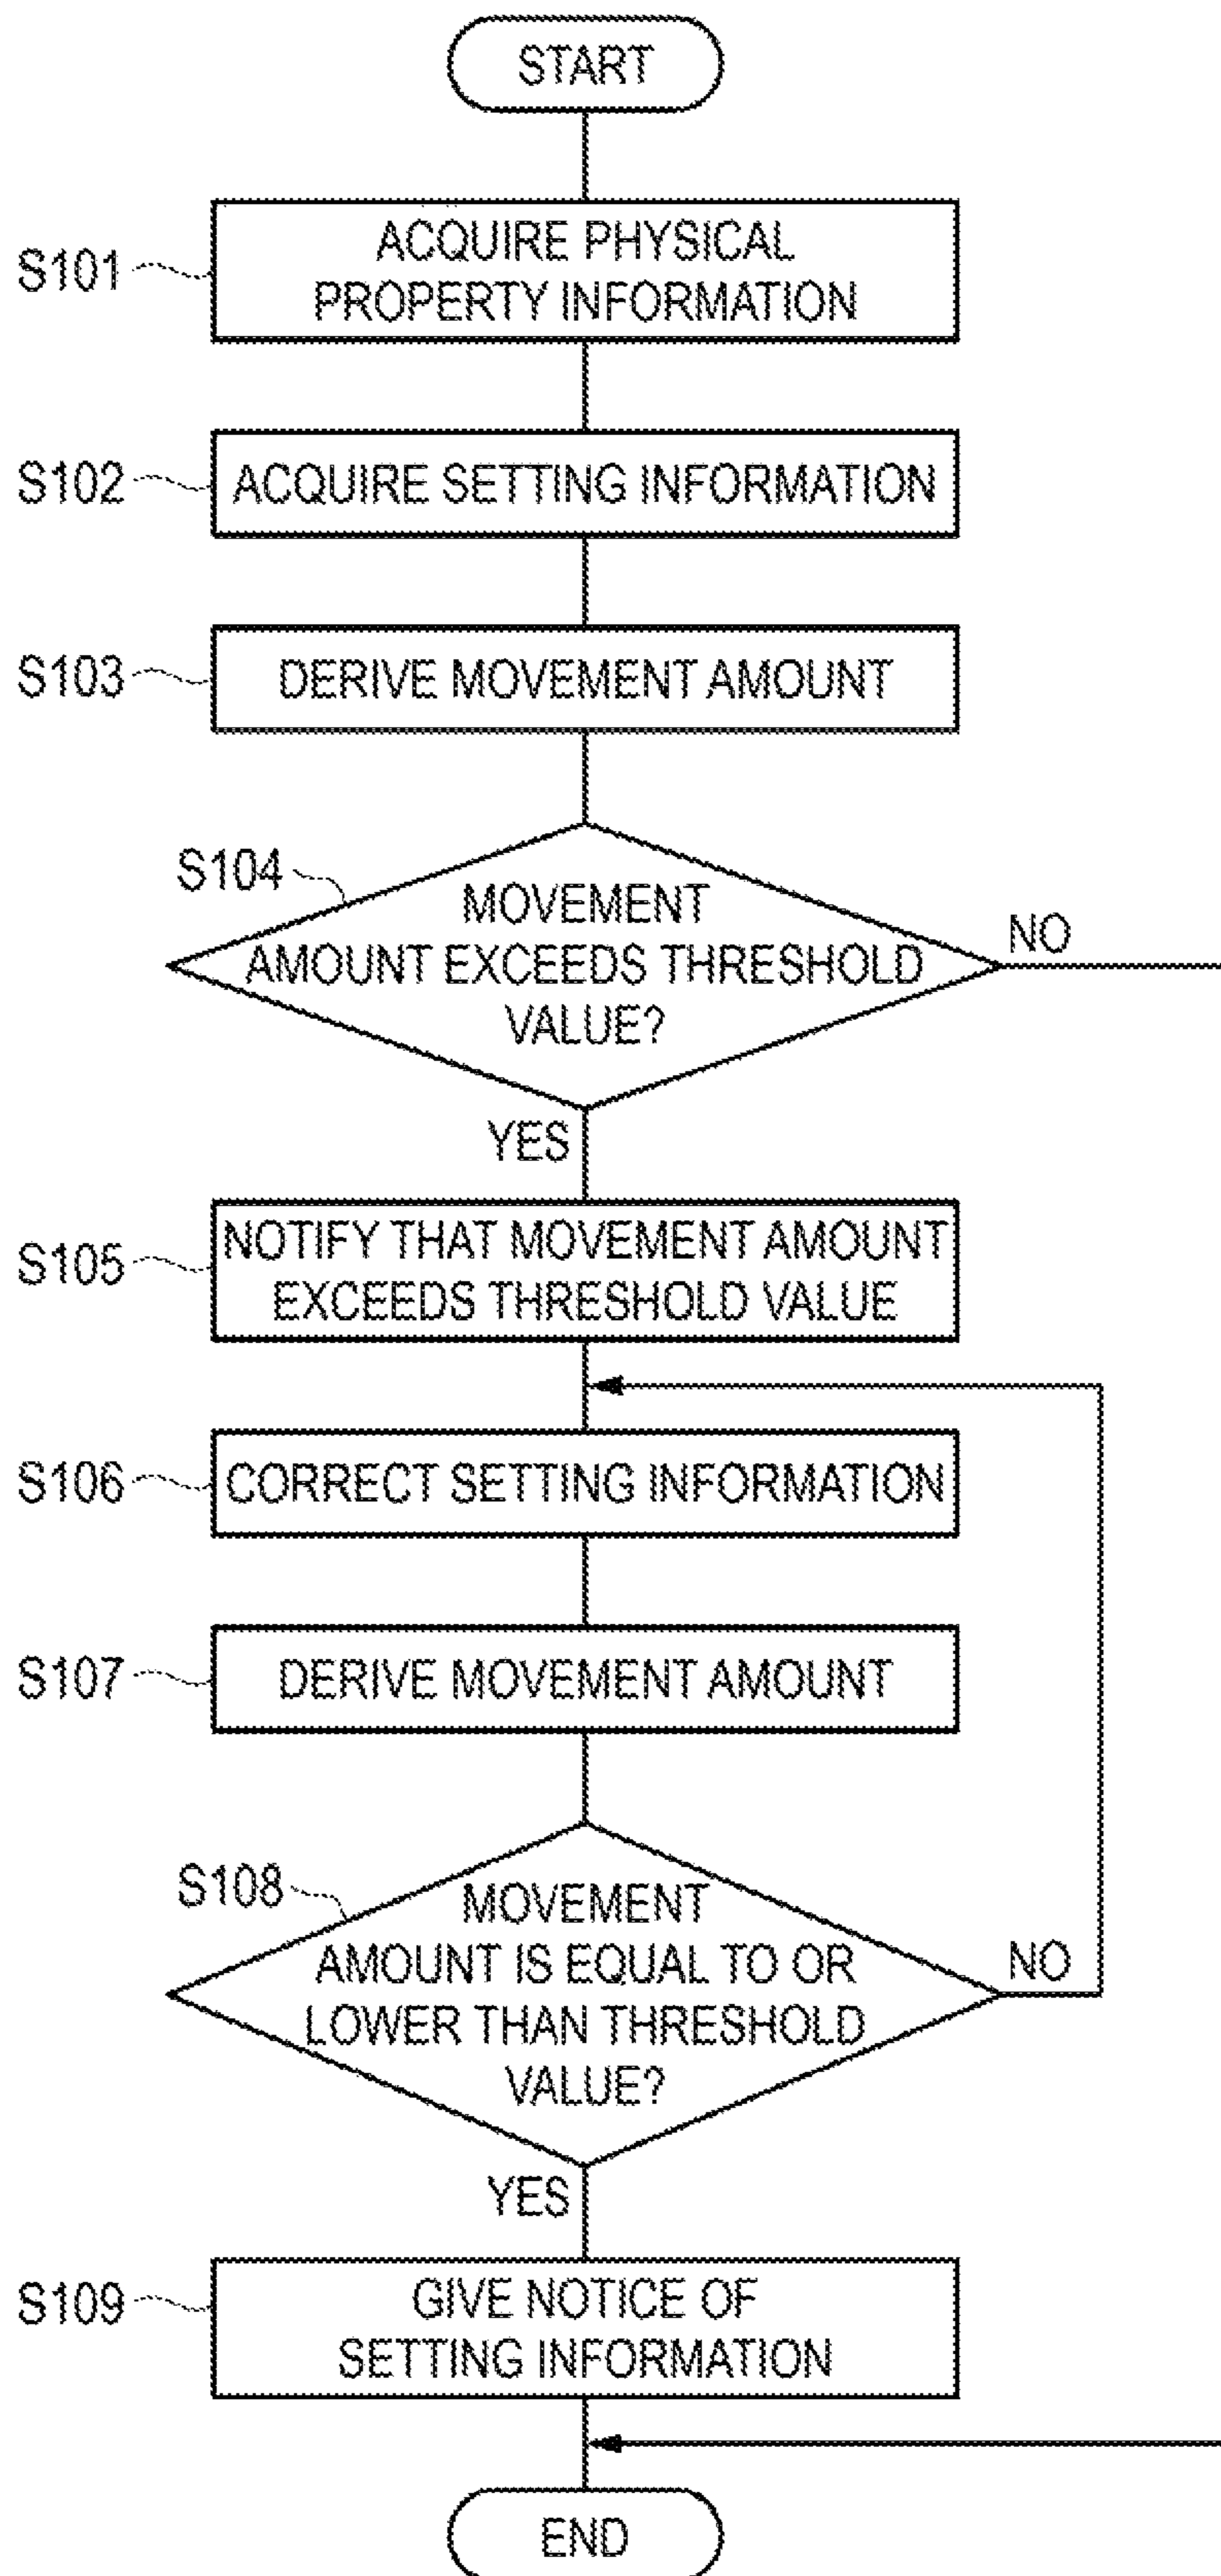 START
S101
ACQUIRE PHYSICAL
PROPERTY INFORMATION
S102
ACQUIRE SETTING INFORMATION
S103
DERIVE MOVEMENT AMOUNT
S104
MOVEMENT
AMOUNT EXCEEDS THRESHOLD
VALUE?
NO
YES
S105
NOTIFY THAT MOVEMENT AMOUNT
EXCEEDS THRESHOLD VALUE
S106
CORRECT SETTING INFORMATION
S107
DERIVE MOVEMENT AMOUNT
S108
MOVEMENT
AMOUNT IS EQUAL TO OR
LOWER THAN THRESHOLD
VALUE?
NO
YES
S109
GIVE NOTICE OF
SETTING INFORMATION
END